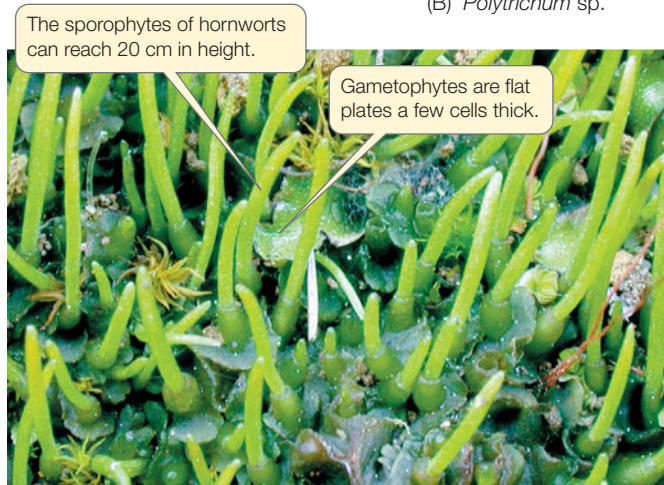 (B) Polytrichum sp.
The sporophytes of hornworts
can reach 20 cm in height.
Gametophytes are flat
plates a few cells thick.